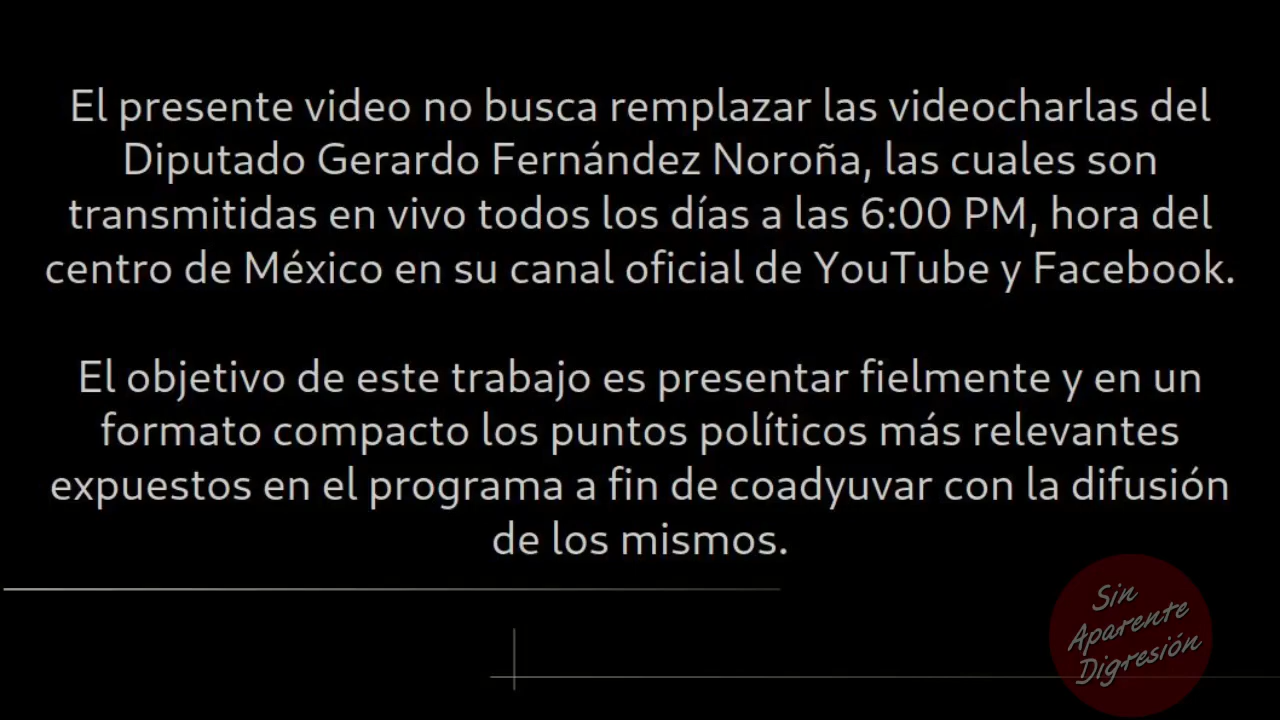 El presente video no busca remplazar las videocharlas del
Diputado Gerardo Fernández Noroña, las cuales son
transmitidas en vivo todos los días a las 6:00 PM, hora del
centro de México en su canal oficial de YouTube y Facebook.
El objetivo de este trabajo es presentar fielmente y en un
formato compacto los puntos políticos más relevantes
expuestos en el programa a fin de coadyuvar con la difusión
de los mismos.
Sin
Aparente
Digresión